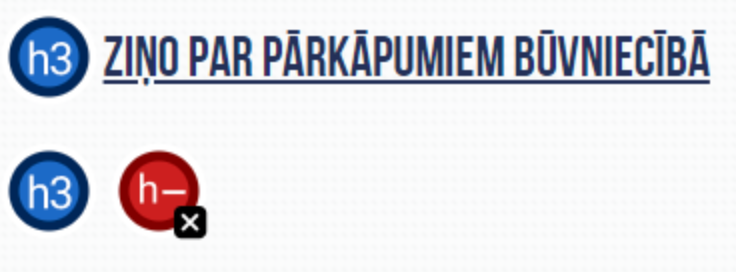 h3 ZIŅO PAR PĀRKĀPUMIEM BŪVNIECĪBĀ
h3 h–